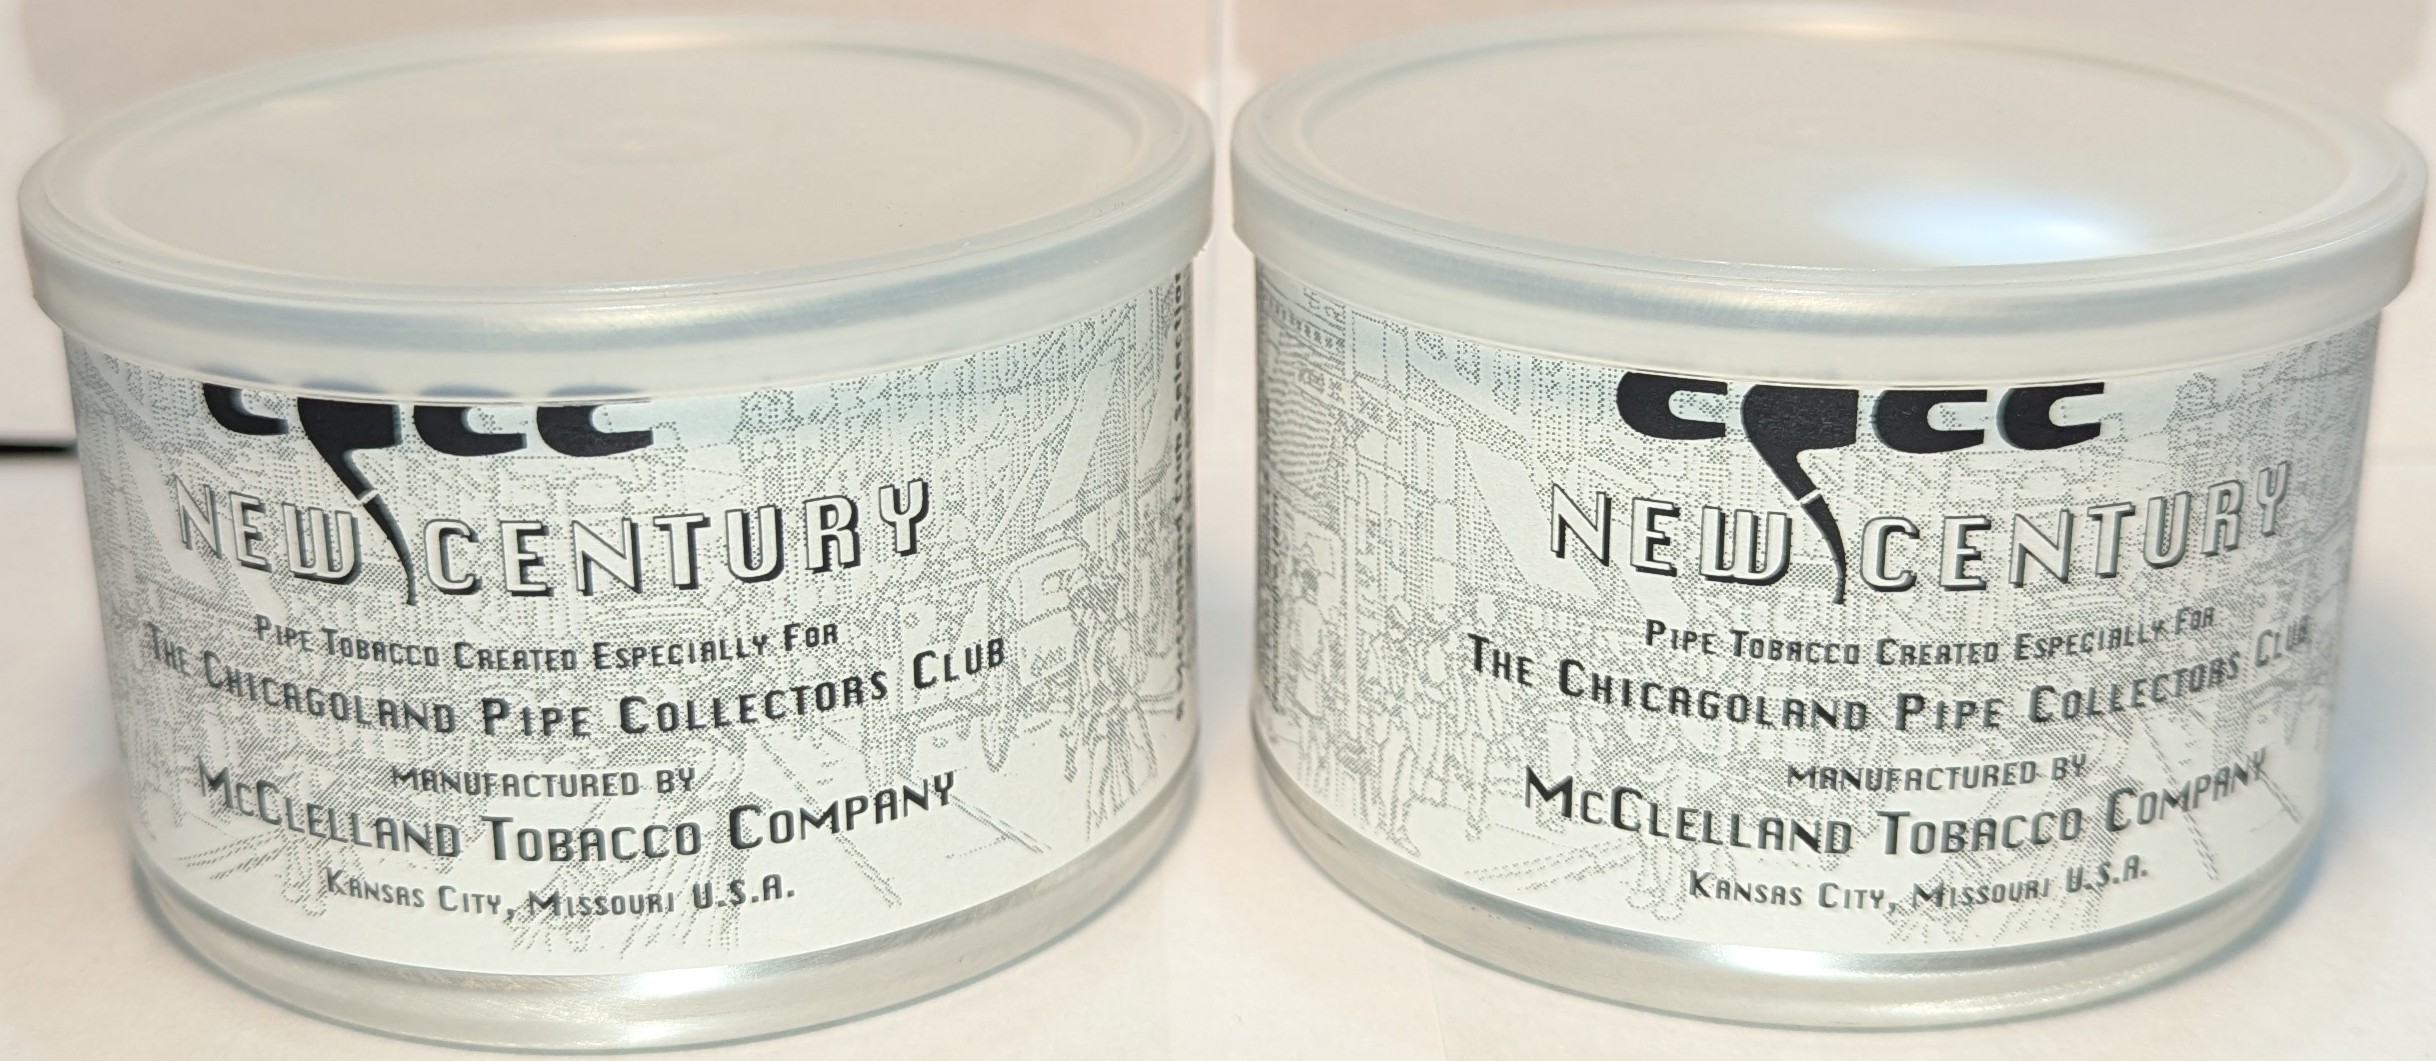 CPCC
NEW CENTURY
PIPE TOBACCO CREATED ESPECIALLY FOR
THE CHICAGOLAND PIPE COLLECTORS CLUB
MANUFACTURED BY
MCCLELLAND TOBACCO COMPANY
KANSAS CITY, MISSOURI U.S.A.
CPCC
NEW CENTURY
PIPE TOBACCO CREATED ESPECIALLY FOR
THE CHICAGOLAND PIPE COLLECTORS CLUB
MANUFACTURED BY
MCCLELLAND TOBACCO COMPANY
KANSAS CITY, MISSOURI U.S.A.